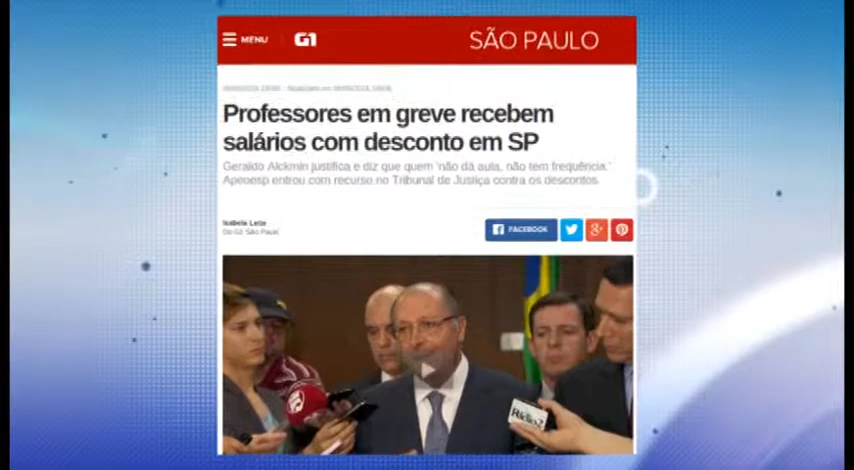 MENU
G1
SÃO PAULO
Professores em greve recebem
salários com desconto em SP
Geraldo Alckmin justifica e diz que quem 'não dá aula, não tem frequência.'
Apeoesp entrou com recurso no Tribunal de Justiça contra os descontos
Isabela Leite
Do G1 São Paulo
FACEBOOK